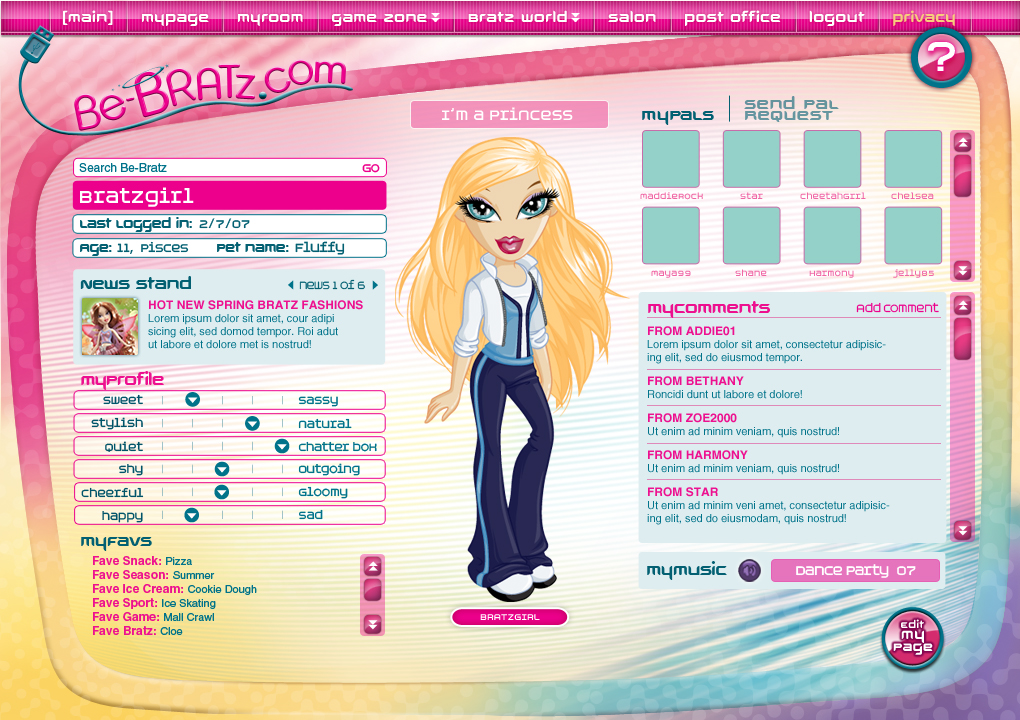 [main] mypage myroom game zone Bratz world salon post office logout privacy
?
Be-BRATz.com
I'm a Princess
Search Be-Bratz GO
Bratzgirl
Last Logged in: 2/7/07
Age: 11, Pisces Pet name: Fluffy
News Stand news 1 of 6
HOT NEW SPRING BRATZ FASHIONS
Lorem ipsum dolor sit amet, cour adipi
sicing elit, sed domod tempor. Roi adut
ut labore et dolore met is nostrud!
myProfile
sweet sassy
stylish natural
quiet chatter box
shy outgoing
cheerful Gloomy
happy sad
myFavs
Fave Snack: Pizza
Fave Season: Summer
Fave Ice Cream: Cookie Dough
Fave Sport: Ice Skating
Fave Game: Mall Crawl
Fave Bratz: Cloe
BRATZGIRL
myPals
Send Pal
Request
maddierock star cheetahgrrl chelsea
maya99 shane Harmony jelly85
myComments Add comment
FROM ADDIE01
Lorem ipsum dolor sit amet, consectetur adipisic-
ing elit, sed do eiusmod tempor.
FROM BETHANY
Roncidi dunt ut labore et dolore!
FROM ZOE2000
Ut enim ad minim veniam, quis nostrud!
FROM HARMONY
Ut enim ad minim veniam, quis nostrud!
FROM STAR
Ut enim ad minim veni amet, consectetur adipisic-
ing elit, sed do eiusmodam, quis nostrud!
myMusic Dance Party 07
Edit
My
Page